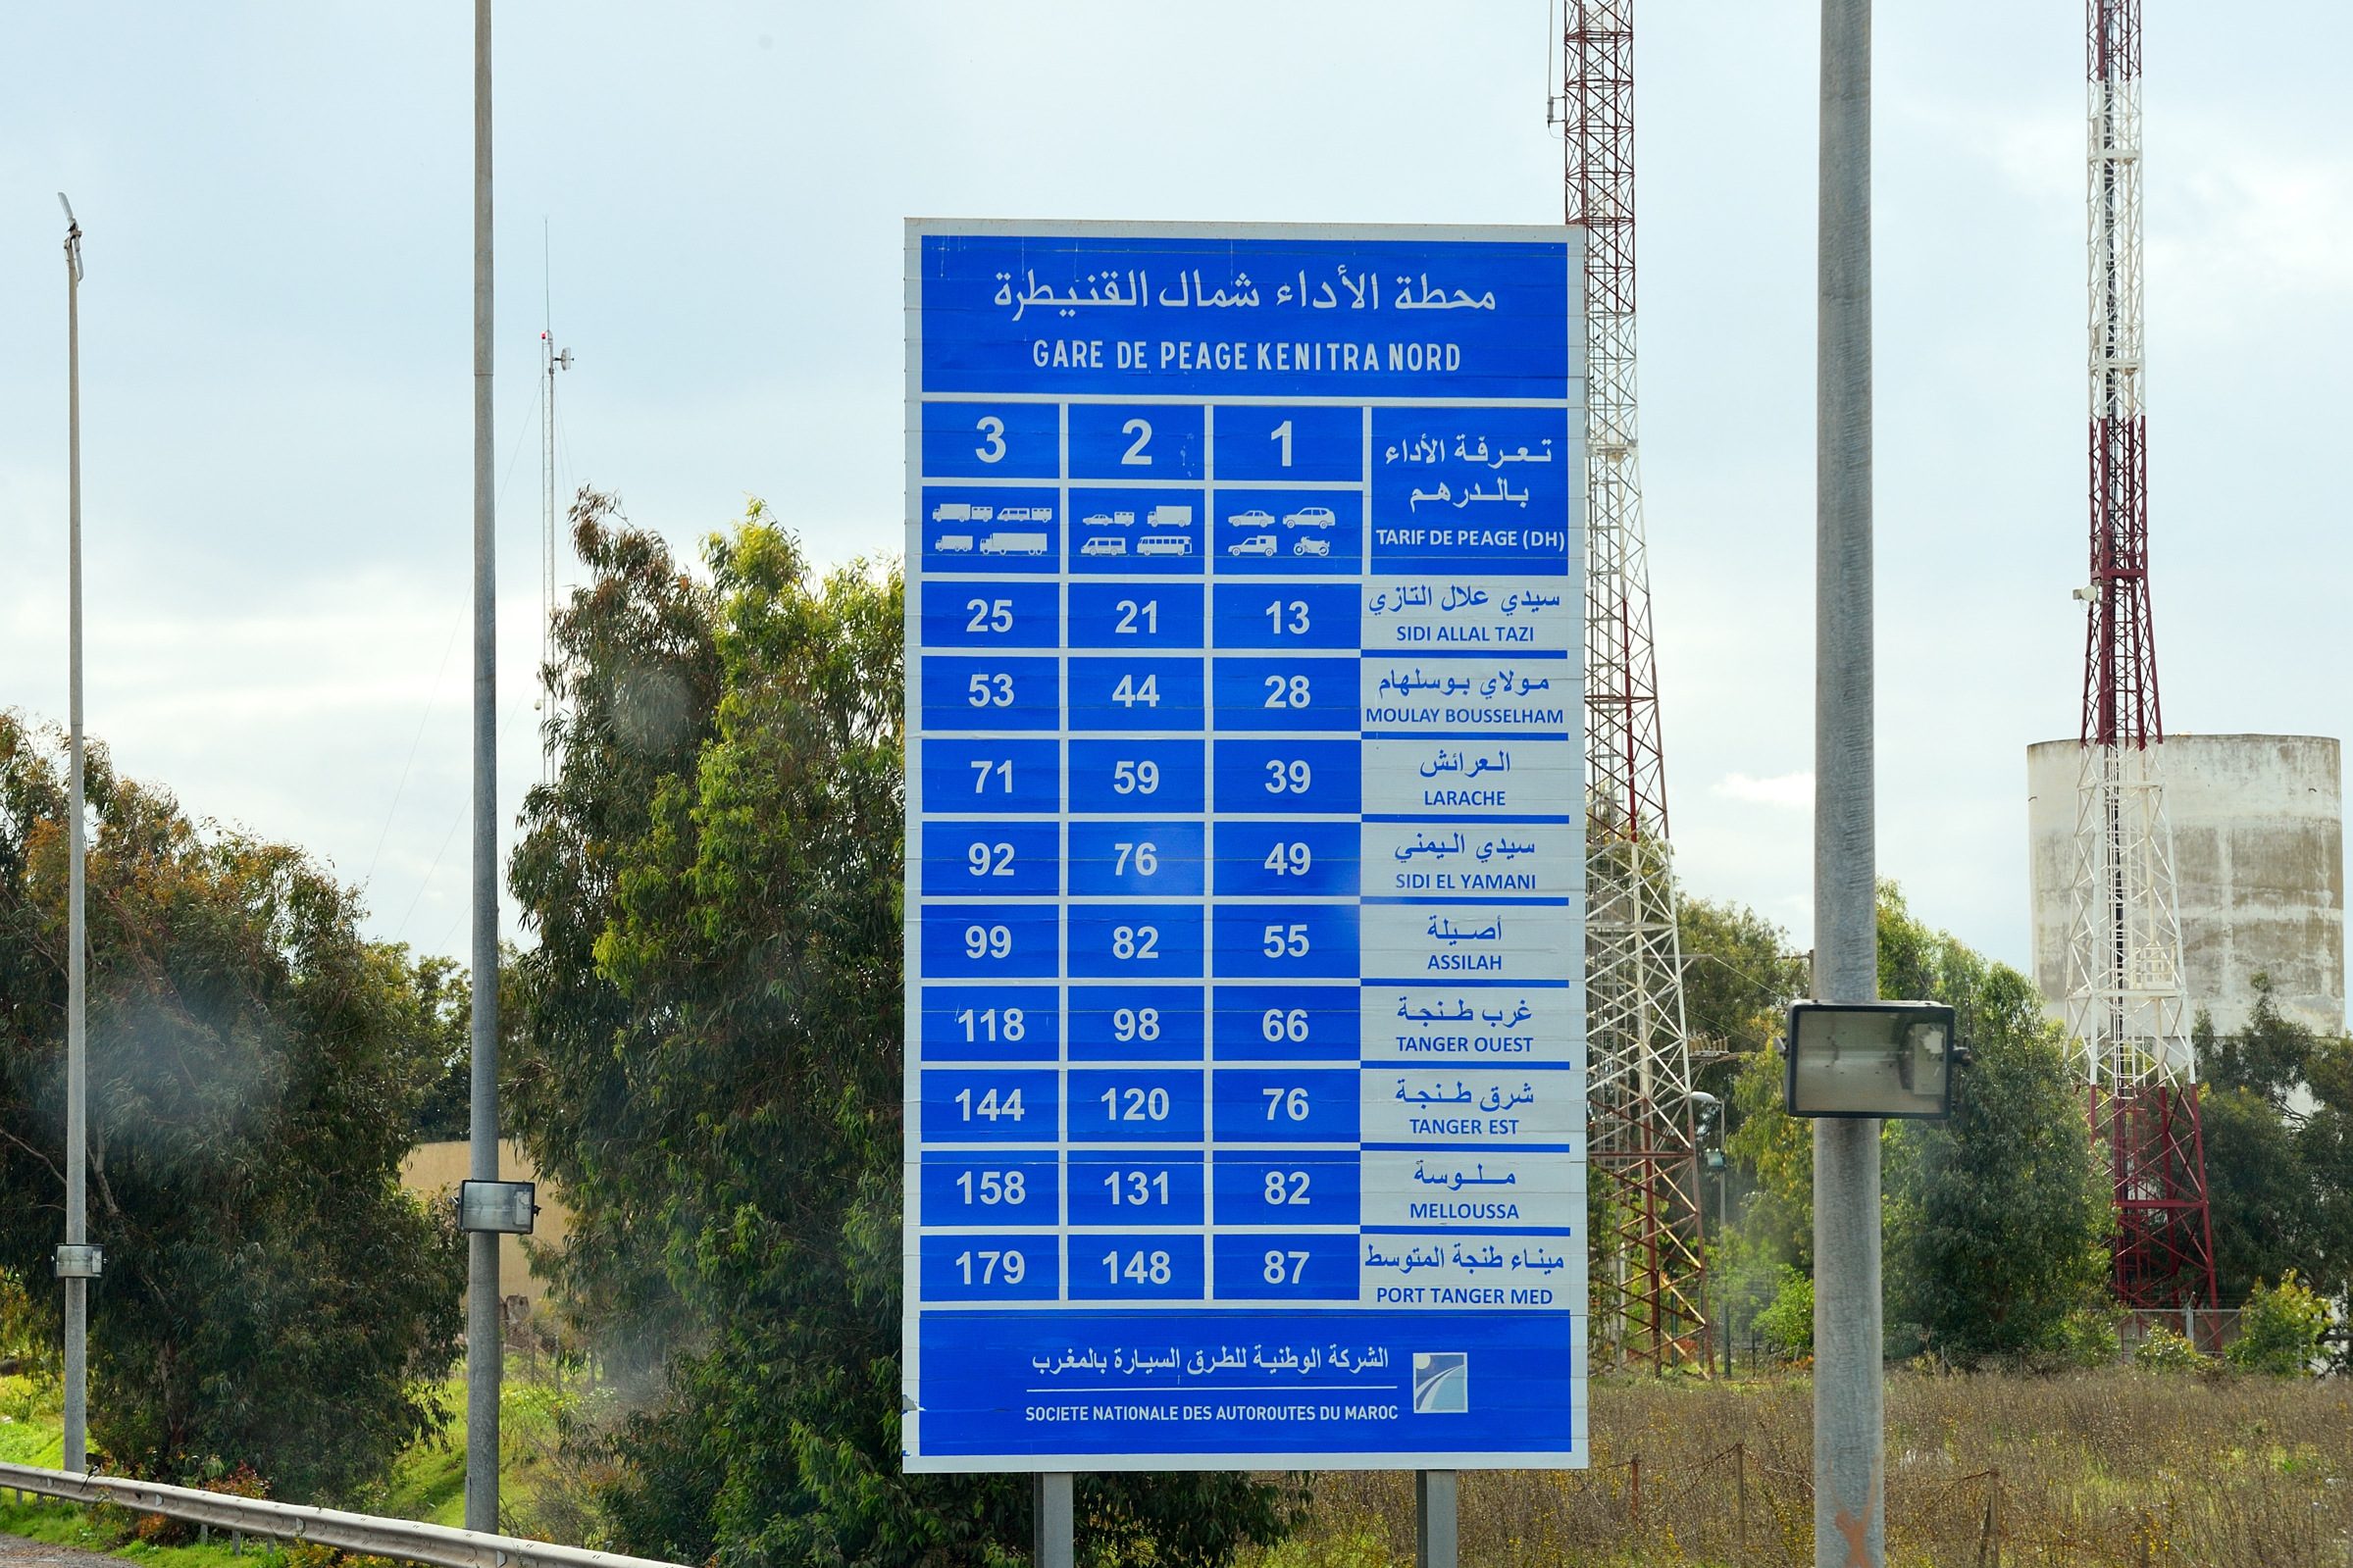 محطة الأداء شمال القنيطرة
GARE DE PEAGE KENITRA NORD
3 2 1
تعرفة الأداء
بالدرهم
TARIF DE PEAGE (DH)
25 21 13 سيدي علال التازي
SIDI ALLAL TAZI
53 44 28 مولاي بوسلهام
MOULAY BOUSSELHAM
71 59 39 العرائش
LARACHE
92 76 49 سيدي اليمني
SIDI EL YAMANI
99 82 55 أصيلة
ASSILAH
118 98 66 غرب طنجة
TANGER OUEST
144 120 76 شرق طنجة
TANGER EST
158 131 82 ملوسة
MELLOUSSA
179 148 87 ميناء طنجة المتوسط
PORT TANGER MED
الشركة الوطنية للطرق السيارة بالمغرب
SOCIETE NATIONALE DES AUTOROUTES DU MAROC